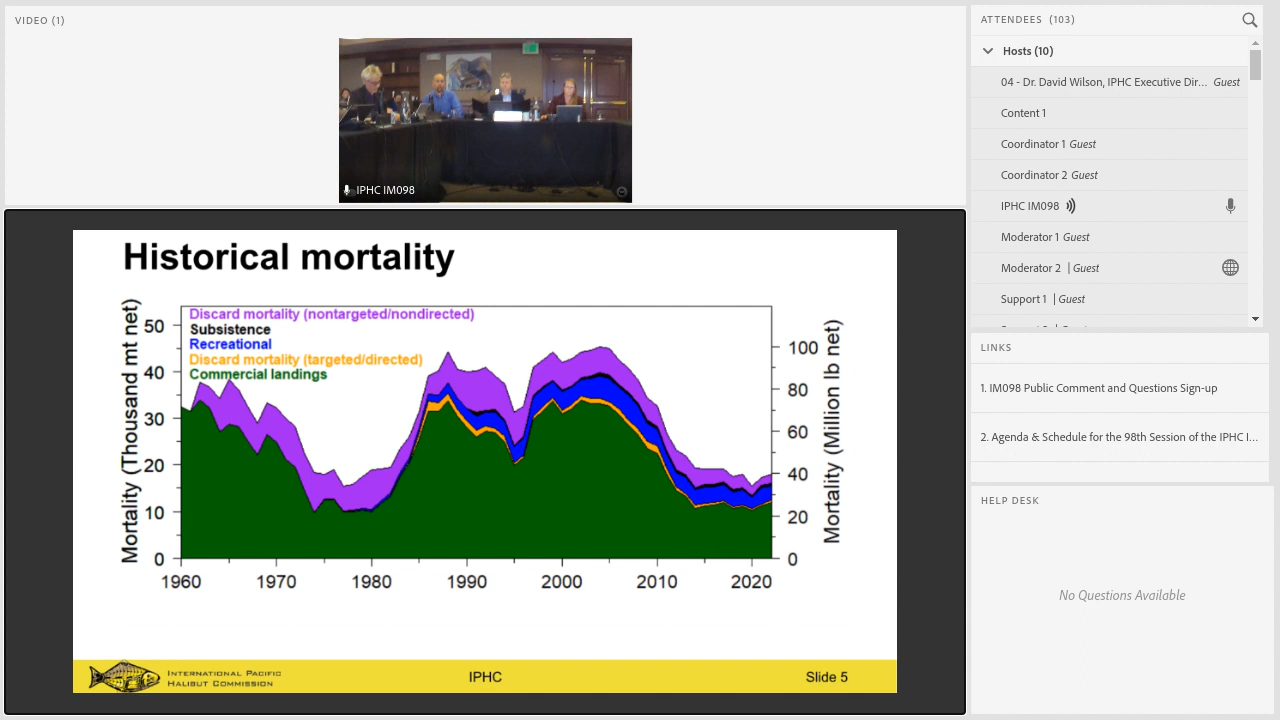 VIDEO (1)
IPHC IM098
Historical mortality
Mortality (Thousand mt net)
50
40
30
20
10
0
Discard mortality (nontargeted/nondirected)
Subsistence
Recreational
Discard mortality (targeted/directed)
Commercial landings
100
80
60
40
20
0
Mortality (Million lb net)
1960 1970 1980 1990 2000 2010 2020
INTERNATIONAL PACIFIC
HALIBUT COMMISSION
IPHC
Slide 5
ATTENDEES (103)
Hosts (10)
04 - Dr. David Wilson, IPHC Executive Dir... Guest
Content 1
Coordinator 1 Guest
Coordinator 2 Guest
IPHC IM098
Moderator 1 Guest
Moderator 2 | Guest
Support 1 | Guest
LINKS
1. IM098 Public Comment and Questions Sign-up
2. Agenda & Schedule for the 98th Session of the IPHC I...
HELP DESK
No Questions Available